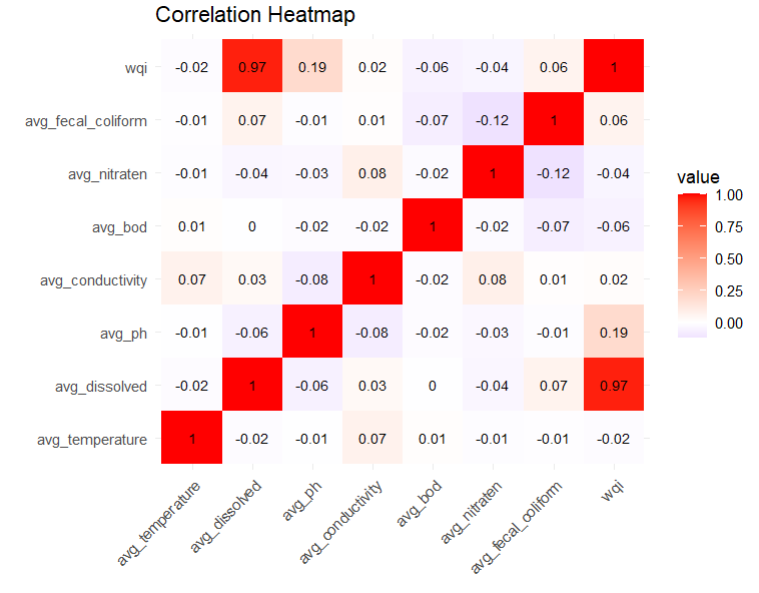 Correlation Heatmap
wqi -0.02 0.97 0.19 0.02 -0.06 -0.04 0.06 1
avg_fecal_coliform -0.01 0.07 -0.01 0.01 -0.07 -0.12 1 0.06
avg_nitraten -0.01 -0.04 -0.03 0.08 -0.02 1 -0.12 -0.04
avg_bod 0.01 0 -0.02 -0.02 1 -0.02 -0.07 -0.06
avg_conductivity 0.07 0.03 -0.08 1 -0.02 0.08 0.01 0.02
avg_ph -0.01 -0.06 1 -0.08 -0.02 -0.03 -0.01 0.19
avg_dissolved -0.02 1 -0.06 0.03 0 -0.04 0.07 0.97
avg_temperature 1 -0.02 -0.01 0.07 0.01 -0.01 -0.01 -0.02
avg_temperature
avg_dissolved
avg_ph
avg_conductivity
avg_bod
avg_nitraten
avg_fecal_coliform
wqi
value
1.00
0.75
0.50
0.25
0.00